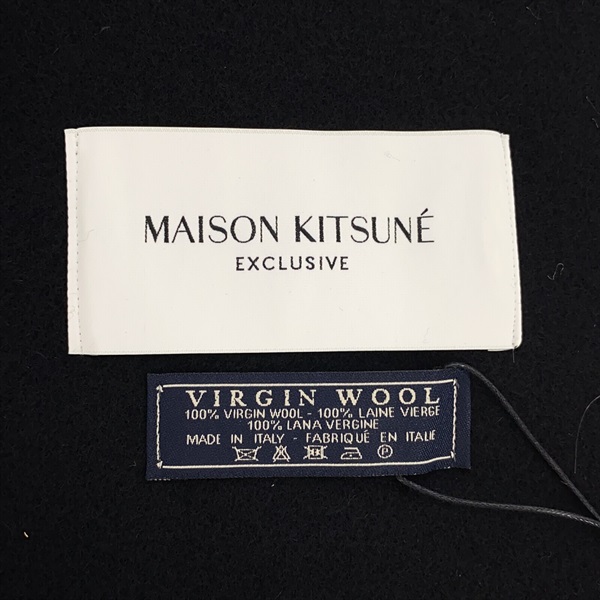 MAISON KITSUNÉ
EXCLUSIVE
VIRGIN WOOL
100% VIRGIN WOOL - 100% LAINE VIERGE
100% LANA VERGINE
MADE IN ITALY - FABRIQUÉ EN ITALIE
P